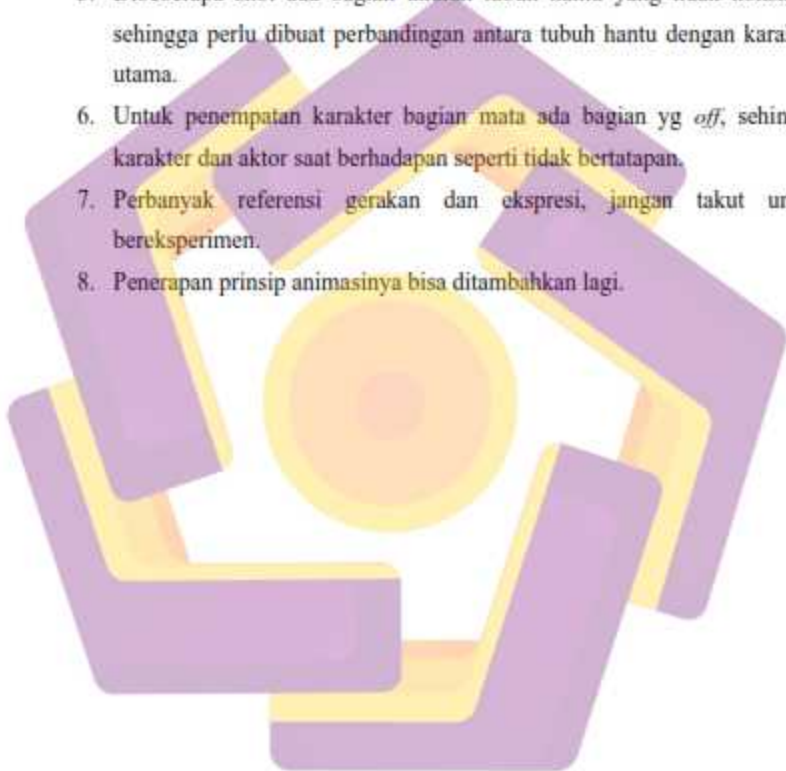 sehingga perlu dibuat perbandingan antara tubuh hantu dengan karal
utama.
6. Untuk penempatan karakter bagian mata ada bagian yg off, sehin
karakter dan aktor saat berhadapan seperti tidak bertatapan.
7. Perbanyak referensi gerakan dan ekspresi, jangan takut un
bereksperimen.
8. Penerapan prinsip animasinya bisa ditambahkan lagi.